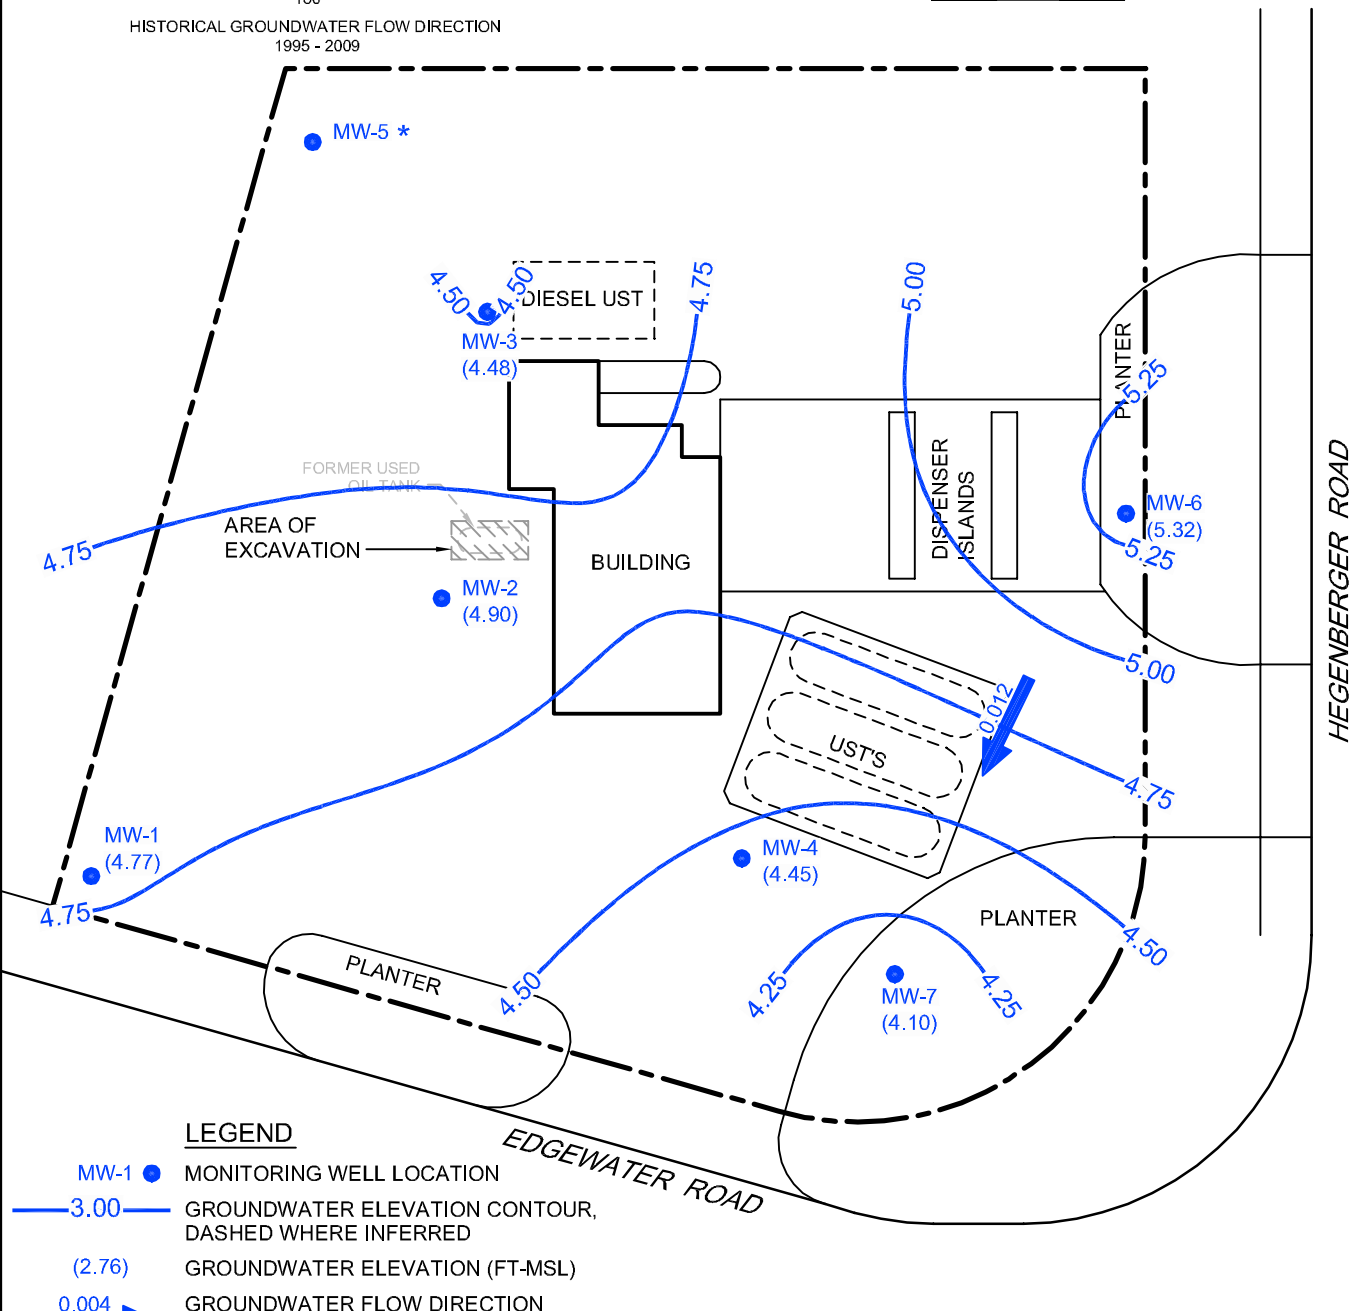 HISTORICAL GROUNDWATER FLOW DIRECTION
1995 - 2009
MW-5 *
4.50
4.50
DIESEL UST
4.75
5.00
MW-3
(4.48)
PLANTER
5.25
FORMER USED
OIL TANK
AREA OF
EXCAVATION
4.75
BUILDING
DISPENSER
ISLANDS
MW-6
(5.32)
5.25
HEGENBERGER ROAD
MW-2
(4.90)
5.00
0.012
UST'S
4.75
MW-1
(4.77)
MW-4
(4.45)
4.75
PLANTER
4.50
PLANTER
4.50
4.25
4.25
MW-7
(4.10)
EDGEWATER ROAD
LEGEND
MW-1 MONITORING WELL LOCATION
3.00 GROUNDWATER ELEVATION CONTOUR,
DASHED WHERE INFERRED
(2.76) GROUNDWATER ELEVATION (FT-MSL)
0.004 GROUNDWATER FLOW DIRECTION